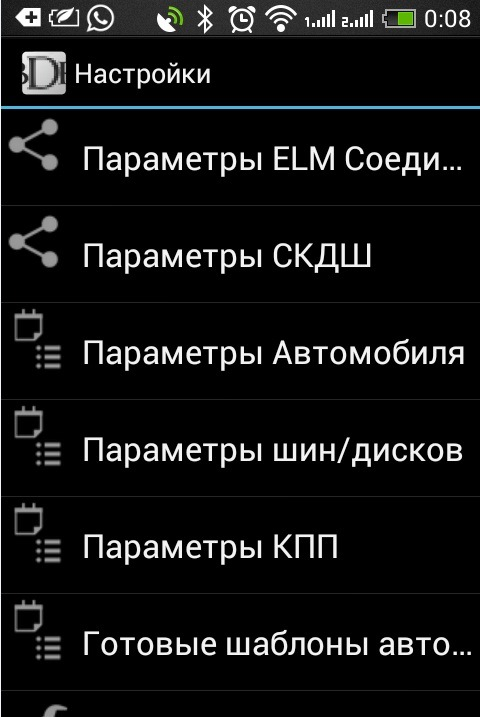 0:08
Настройки
Параметры ELM Соеди...
Параметры СКДШ
Параметры Автомобиля
Параметры шин/дисков
Параметры КПП
Готовые шаблоны авто...